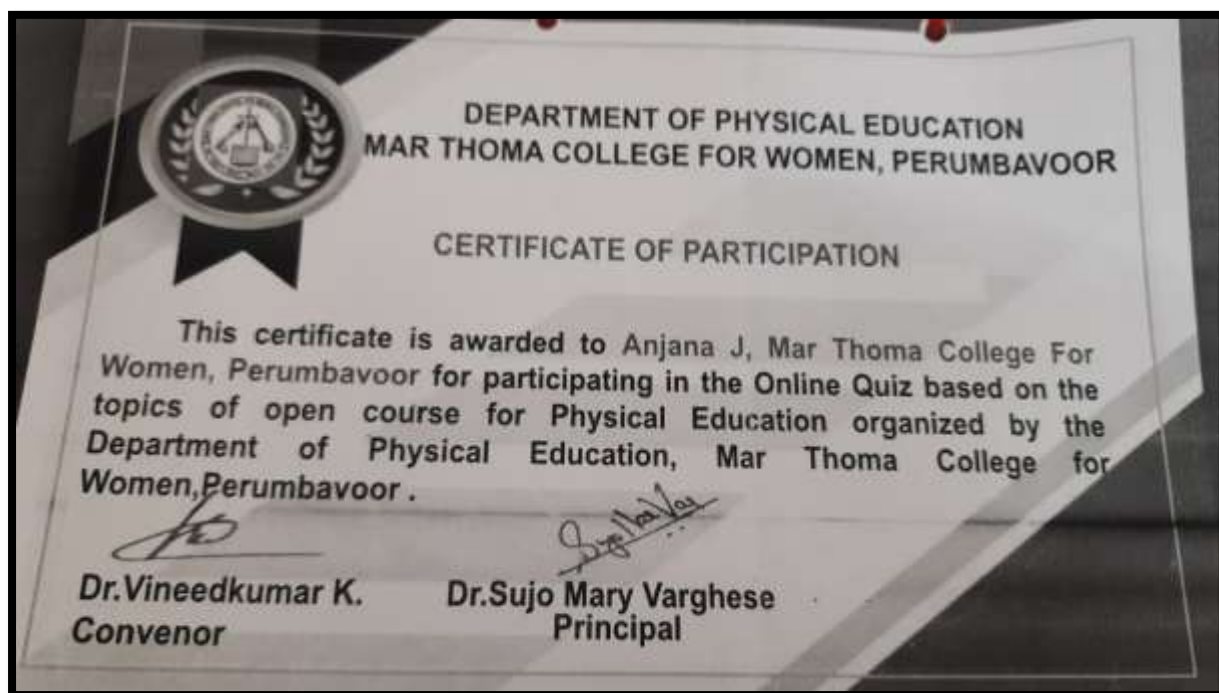 DEPARTMENT OF PHYSICAL EDUCATION
MAR THOMA COLLEGE FOR WOMEN, PERUMBAVOOR
CERTIFICATE OF PARTICIPATION
This certificate is awarded to Anjana J, Mar Thoma College For
Women, Perumbavoor for participating in the Online Quiz based on the
topics of open course for Physical Education organized by the
Department of Physical Education, Mar Thoma College for
Women,Perumbavoor .
Dr.Vineedkumar K.
Convenor
Dr.Sujo Mary Varghese
Principal